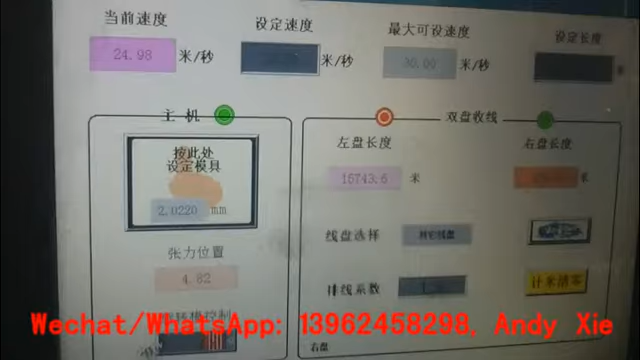 当前速度
设定速度
最大可设速度
设定长度
24.98 米/秒
米/秒
30.00 米/秒
主机
双盘收线
按此处
设定模具
2.0220 mm
左盘长度
右盘长度
15743.6 米
张力位置
4.82
线盘选择
排线系数
计米清零
右盘
Wechat/WhatsApp: 13962458298, Andy Xie